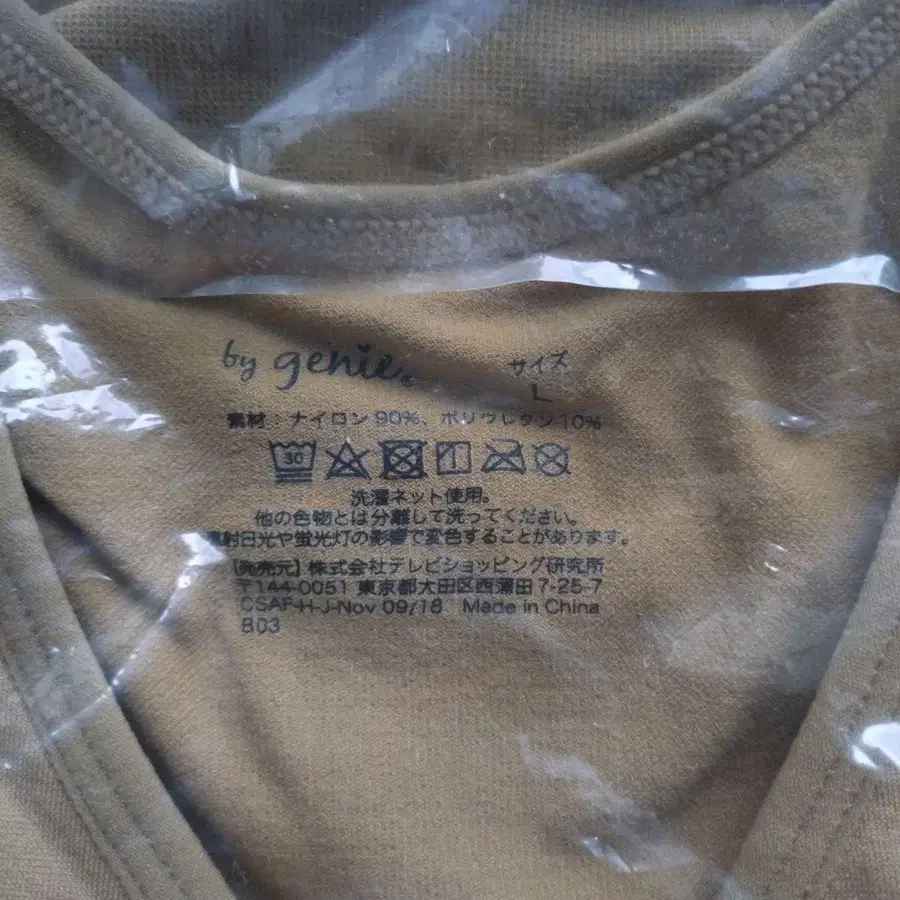 by genie®
サイズ
L
素材：ナイロン 90%、ポリウレタン 10%
30
洗濯ネット使用。
他の色物とは分離して洗ってください。
直射日光や蛍光灯の影響で変色することがあります。
【発売元】株式会社テレビショッピング研究所
〒144-0051 東京都大田区西蒲田 7-25-7
CSAF-H-J-Nov 09/18 Made in China
B03